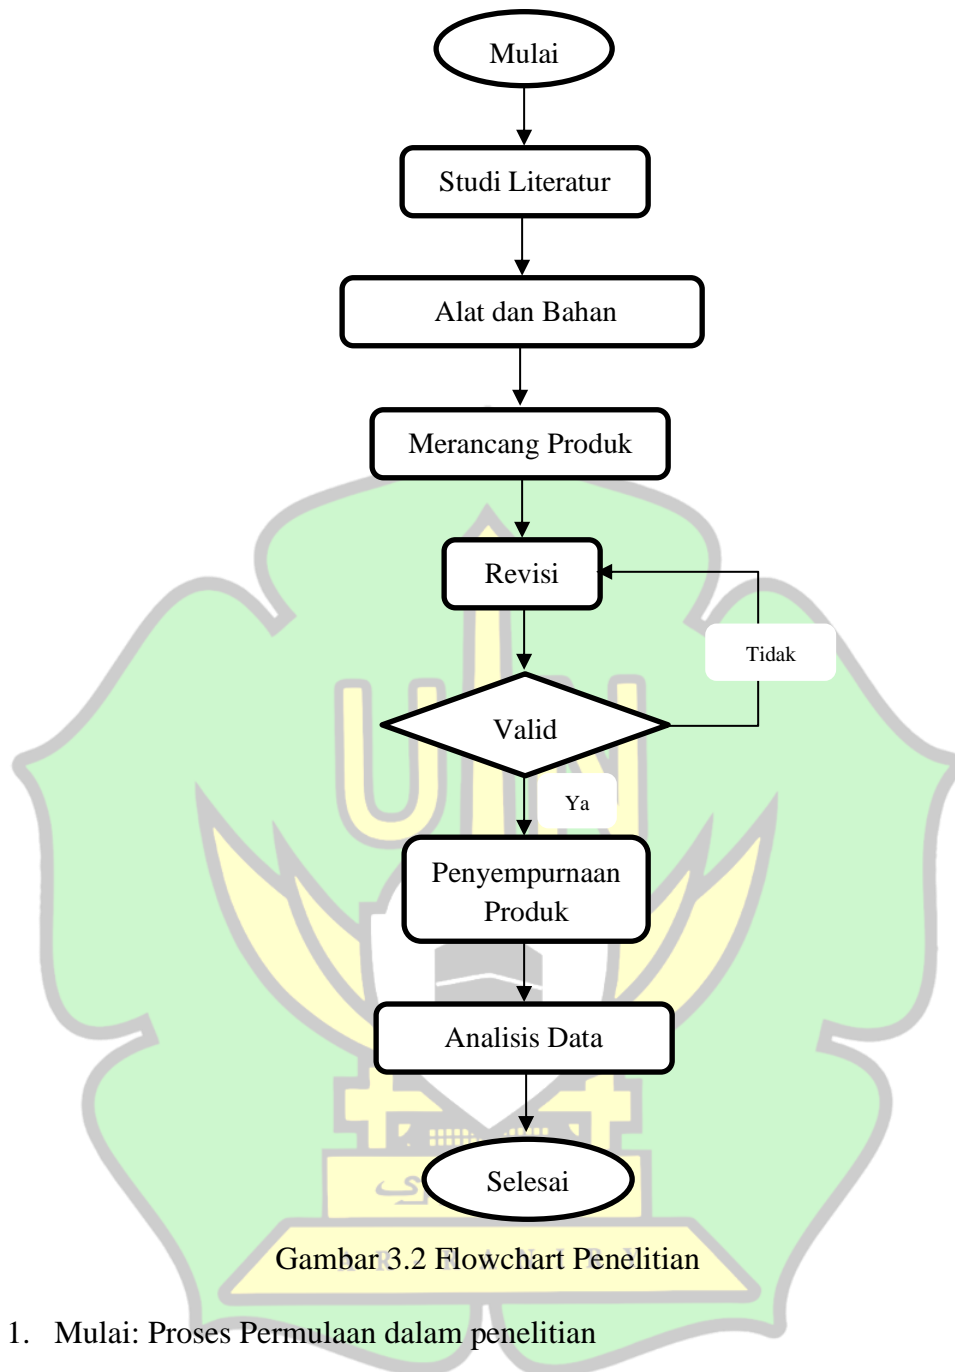 Mulai
Studi Literatur
Alat dan Bahan
Merancang Produk
Revisi
Tidak
Valid
Ya
Penyempurnaan
Produk
Analisis Data
Selesai
Gambar 3.2 Flowchart Penelitian
1. Mulai: Proses Permulaan dalam penelitian
UIN